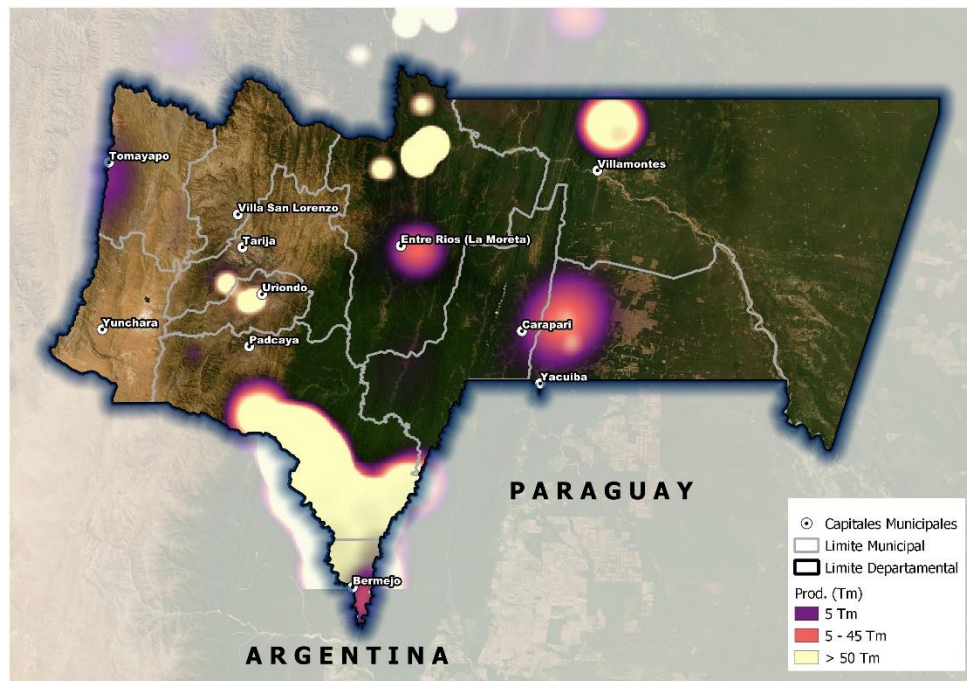 Tomayapo
Villamontes
Villa San Lorenzo
Tarija
Entre Rios (La Moreta)
Uriondo
Yunchara
Carapari
Padcaya
Yacuiba
PARAGUAY
Bermejo
ARGENTINA
Capitales Municipales
Limite Municipal
Limite Departamental
Prod. (Tm)
5 Tm
5 - 45 Tm
> 50 Tm